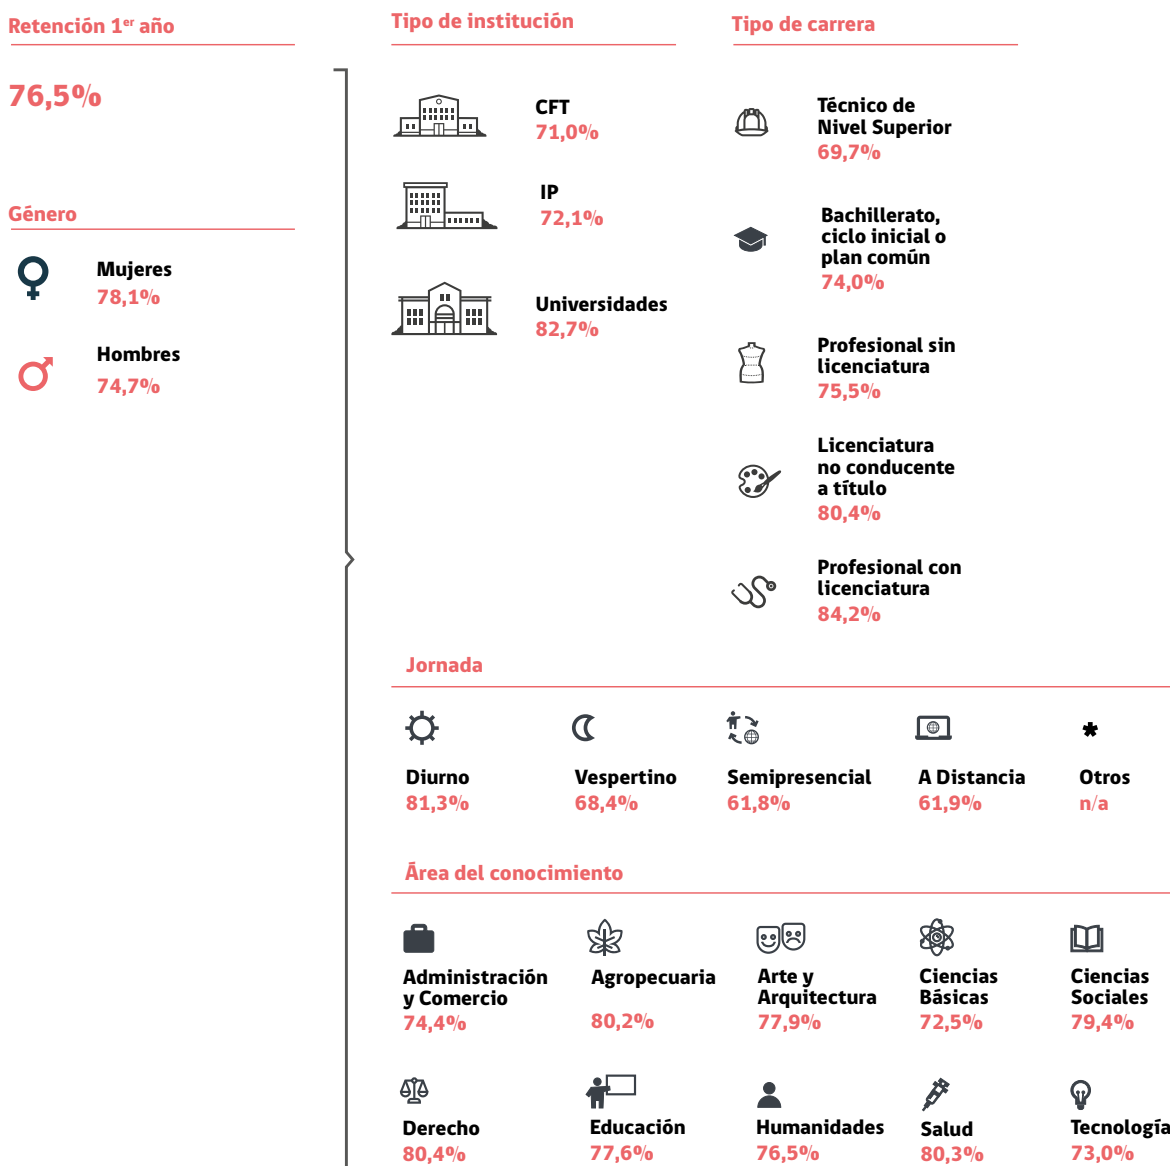 Retención 1er año
76,5%
Género
Mujeres
78,1%
Hombres
74,7%
Tipo de institución
CFT
71,0%
IP
72,1%
Universidades
82,7%
Tipo de carrera
Técnico de
Nivel Superior
69,7%
Bachillerato,
ciclo inicial o
plan común
74,0%
Profesional sin
licenciatura
75,5%
Licenciatura
no conducente
a título
80,4%
Profesional con
licenciatura
84,2%
Jornada
Diurno
81,3%
Vespertino
68,4%
Semipresencial
61,8%
A Distancia
61,9%
*
Otros
n/a
Área del conocimiento
Administración
y Comercio
74,4%
Agropecuaria
80,2%
Arte y
Arquitectura
77,9%
Ciencias
Básicas
72,5%
Ciencias
Sociales
79,4%
Derecho
80,4%
Educación
77,6%
Humanidades
76,5%
Salud
80,3%
Tecnología
73,0%